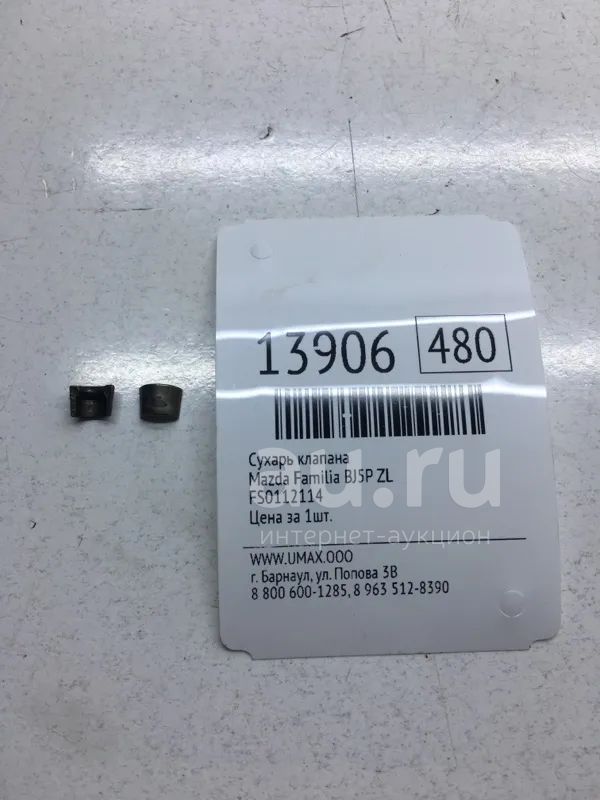 13906 480
Сухарь клапана
Mazda Familia BJ5P ZL
FS0112114
Цена за 1шт.
au.ru
интернет-аукцион
WWW.UMAX.OOO
г. Барнаул, ул. Попова 3В
8 800 600-1285, 8 963 512-8390